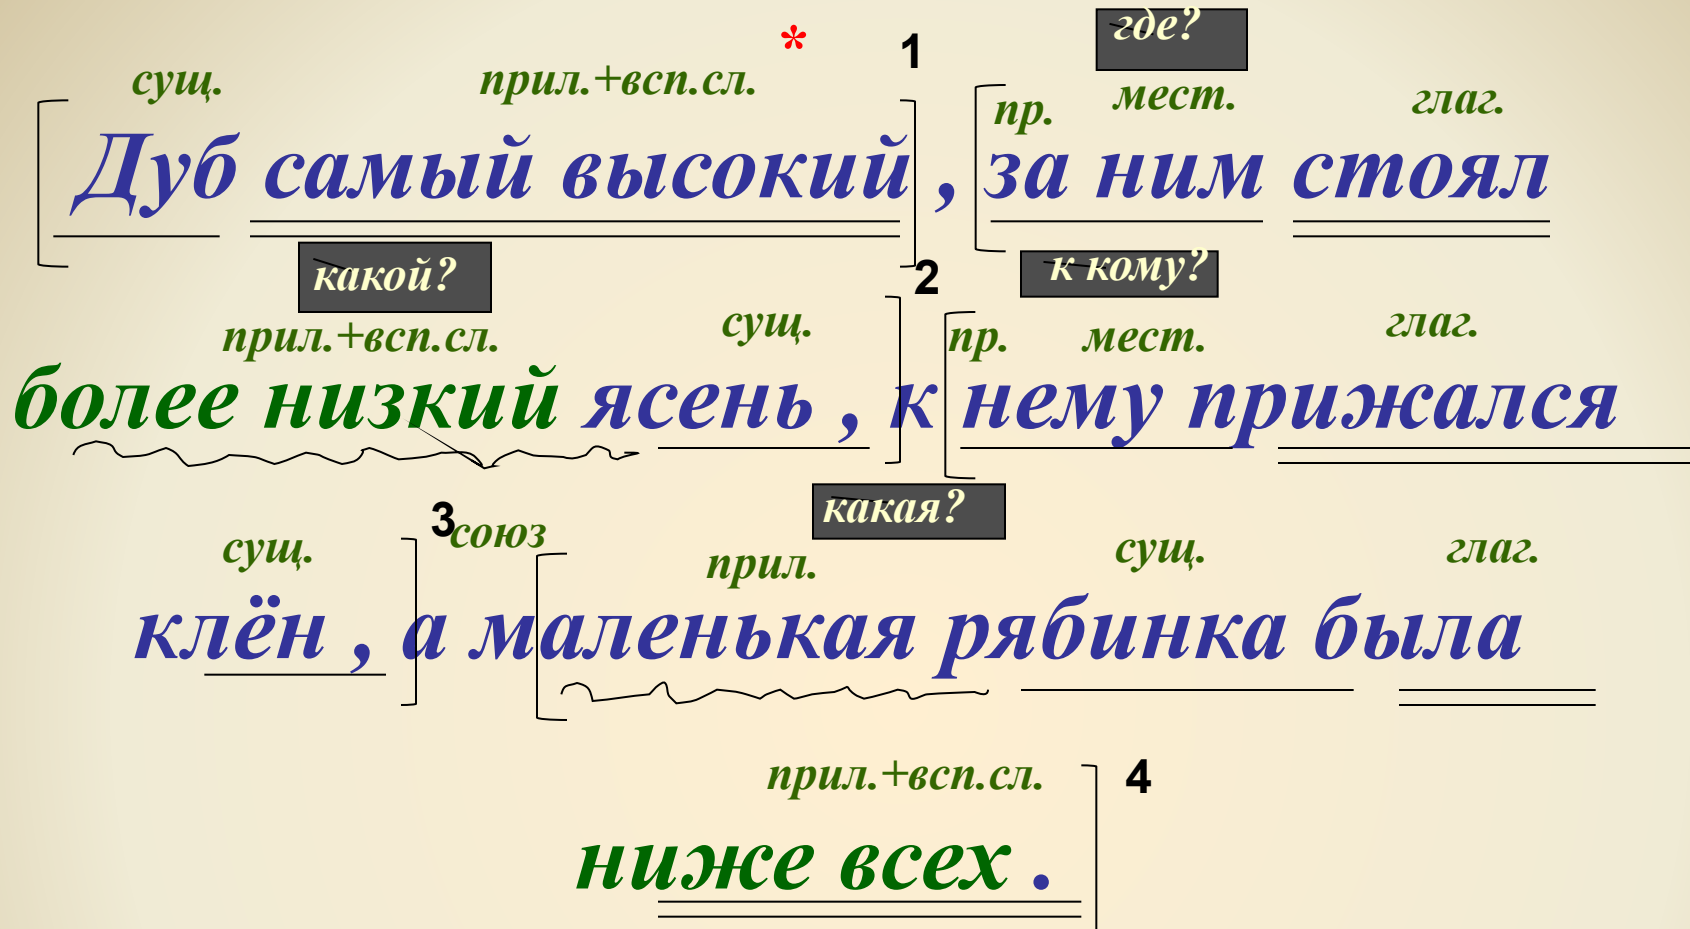 где?
* 1
сущ. прил.+всп.сл. пр. мест. глаг.
Дуб самый высокий , за ним стоял
какой? 2 к кому?
прил.+всп.сл. сущ. пр. мест. глаг.
более низкий ясень , к нему прижался
какая?
3 союз
сущ. прил. сущ. глаг.
клён , а маленькая рябинка была
прил.+всп.сл. 4
ниже всех .